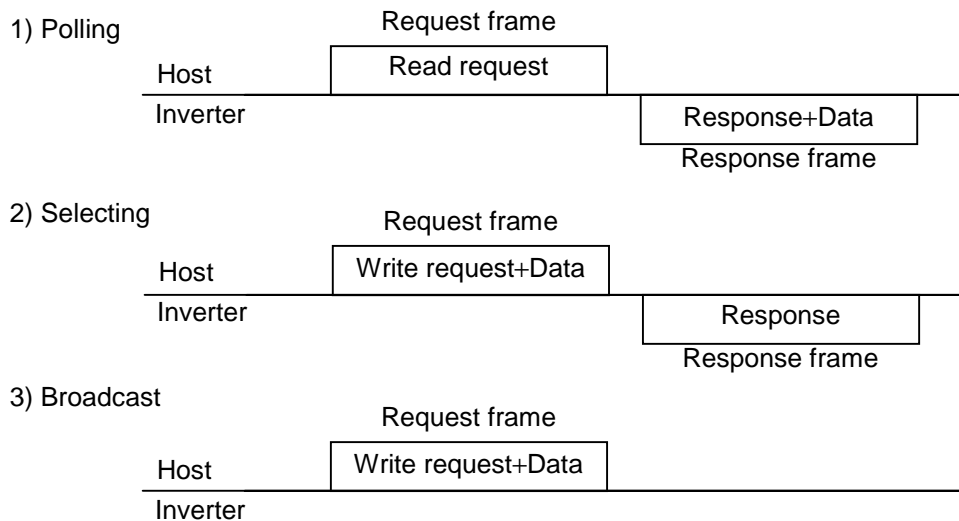 1) Polling
Request frame
Host
Read request
Inverter
Response+Data
Response frame
2) Selecting
Request frame
Host
Write request+Data
Inverter
Response
Response frame
3) Broadcast
Request frame
Host
Write request+Data
Inverter